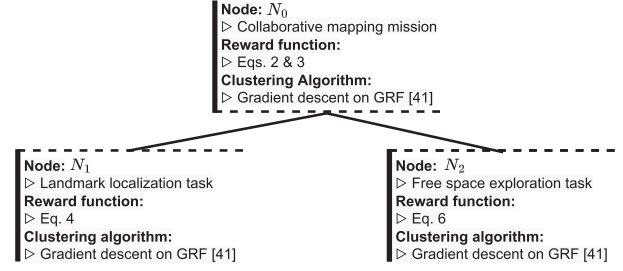 Node: N₀
▷ Collaborative mapping mission
Reward function:
▷ Eqs. 2 & 3
Clustering Algorithm:
▷ Gradient descent on GRF [41]
Node: N₁
▷ Landmark localization task
Reward function:
▷ Eq. 4
Clustering algorithm:
▷ Gradient descent on GRF [41]
Node: N₂
▷ Free space exploration task
Reward function:
▷ Eq. 6
Clustering algorithm:
▷ Gradient descent on GRF [41]